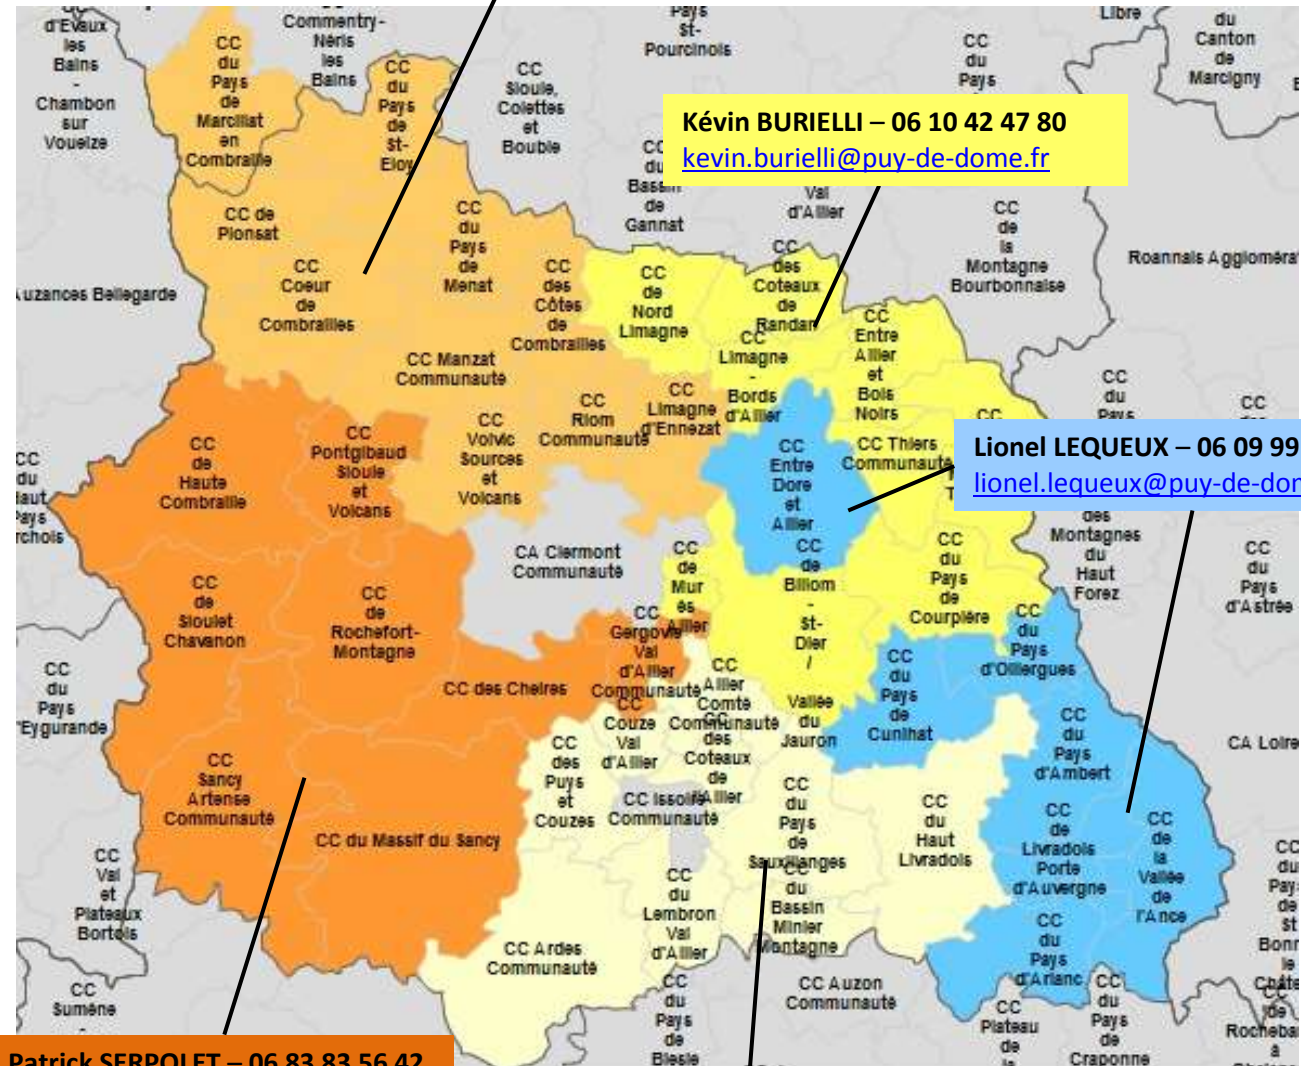 d'Evaux
les
Bains
-
Chambon
sur
Voueize
CC
du
Pays
de
Marcillat
en
Combraille
Commentry-
Néris
les
Bains
CC
du
Pays
de
St-
Eloy
CC
Sioule,
Colettes
et
Bouble
Pays
St-
Pourcinois
CC
du
Pays
Libre
du
Canton
de
Marcigny
Kévin BURIELLI – 06 10 42 47 80
kevin.burielli@puy-de-dome.fr
CC
du
Bassin
de
Gannat
Val
d'Allier
CC
de
la
Montagne
Bourbonnaise
Roannais Agglomérat
CC de
Pionsat
CC
du
Pays
de
Menat
CC
Coeur
de
Combrailles
CC
des
Côtes
de
Combrailles
CC
de
Nord
Limagne
CC
des
Coteaux
de
Randan
uzances Bellegarde
CC Manzat
Communauté
CC
Limagne
-
Bords
d'Allier
CC
Entre
Allier
et
Bois
Noirs
CC
du
Pays
CC
CC
Riom
Communauté
CC
Limagne
d'Ennezat
CC
Volvic
Sources
et
Volcans
CC
Pontgibaud
Sioule
et
Volcans
CC
de
Haute
Combraille
CC
du
Haut
Pays
rchois
CC
Entre
Dore
et
Allier
CC Thiers
Communauté
CC
Lionel LEQUEUX – 06 09 99
lionel.lequeux@puy-de-dom
des
Montagnes
du
Haut
Forez
CC
du
Pays
d'Astrée
CA Clermont
Communauté
CC
de
Mur
ès
Allier
CC
de
Billom
-
St-
Dier
/
Vallée
du
Jauron
CC
du
Pays
de
Courpière
CC
de
Sioulet
Chavanon
CC
de
Rochefort-
Montagne
CC
Gergovie
Val
d'Allier
Communauté
CC
du
Pays
d'Olliergues
CC
du
Pays
'Eygurande
CC des Cheires
CC
Allier
Comté
Communauté
CC
du
Pays
de
Cunlhat
CC
Couze
Val
d'Allier
CC
des
Coteaux
de
l'Allier
CC
du
Pays
d'Ambert
CA Loire
CC
des
Puys
et
Couzes
CC
Sancy
Artense
Communauté
CC Issoire
Communauté
CC
du
Pays
de
Sauxillanges
CC
du
Haut
Livradois
CC
de
Livradois
Porte
d'Auvergne
CC
de
la
Vallée
de
l'Ance
CC du Massif du Sancy
CC
Val
et
Plateaux
Bortois
CC
du
Lembron
Val
d'Allier
CC
du
Bassin
Minier
Montagne
CC
du
Pays
d'Arlanc
CC
du
Pays
de
St
Bonn
le
Châte
CC Ardes
Communauté
CC Auzon
Communauté
CC
Sumène
-
CC
du
Pays
de
Blesle
CC
Plateau
de
la
CC
du
Pays
de
Craponne
CC
de
Rocheba
à
Patrick SERPOLET – 06 83 83 56 42